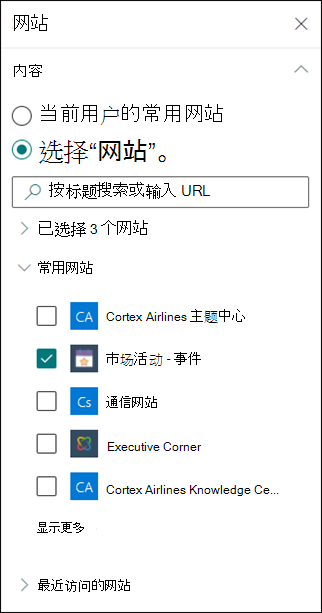 网站
内容
当前用户的常用网站
选择“网站”。
按标题搜索或输入 URL
已选择 3 个网站
常用网站
CA Cortex Airlines 主题中心
市场活动 - 事件
Cs 通信网站
Executive Corner
CA Cortex Airlines Knowledge Ce...
显示更多
最近访问的网站